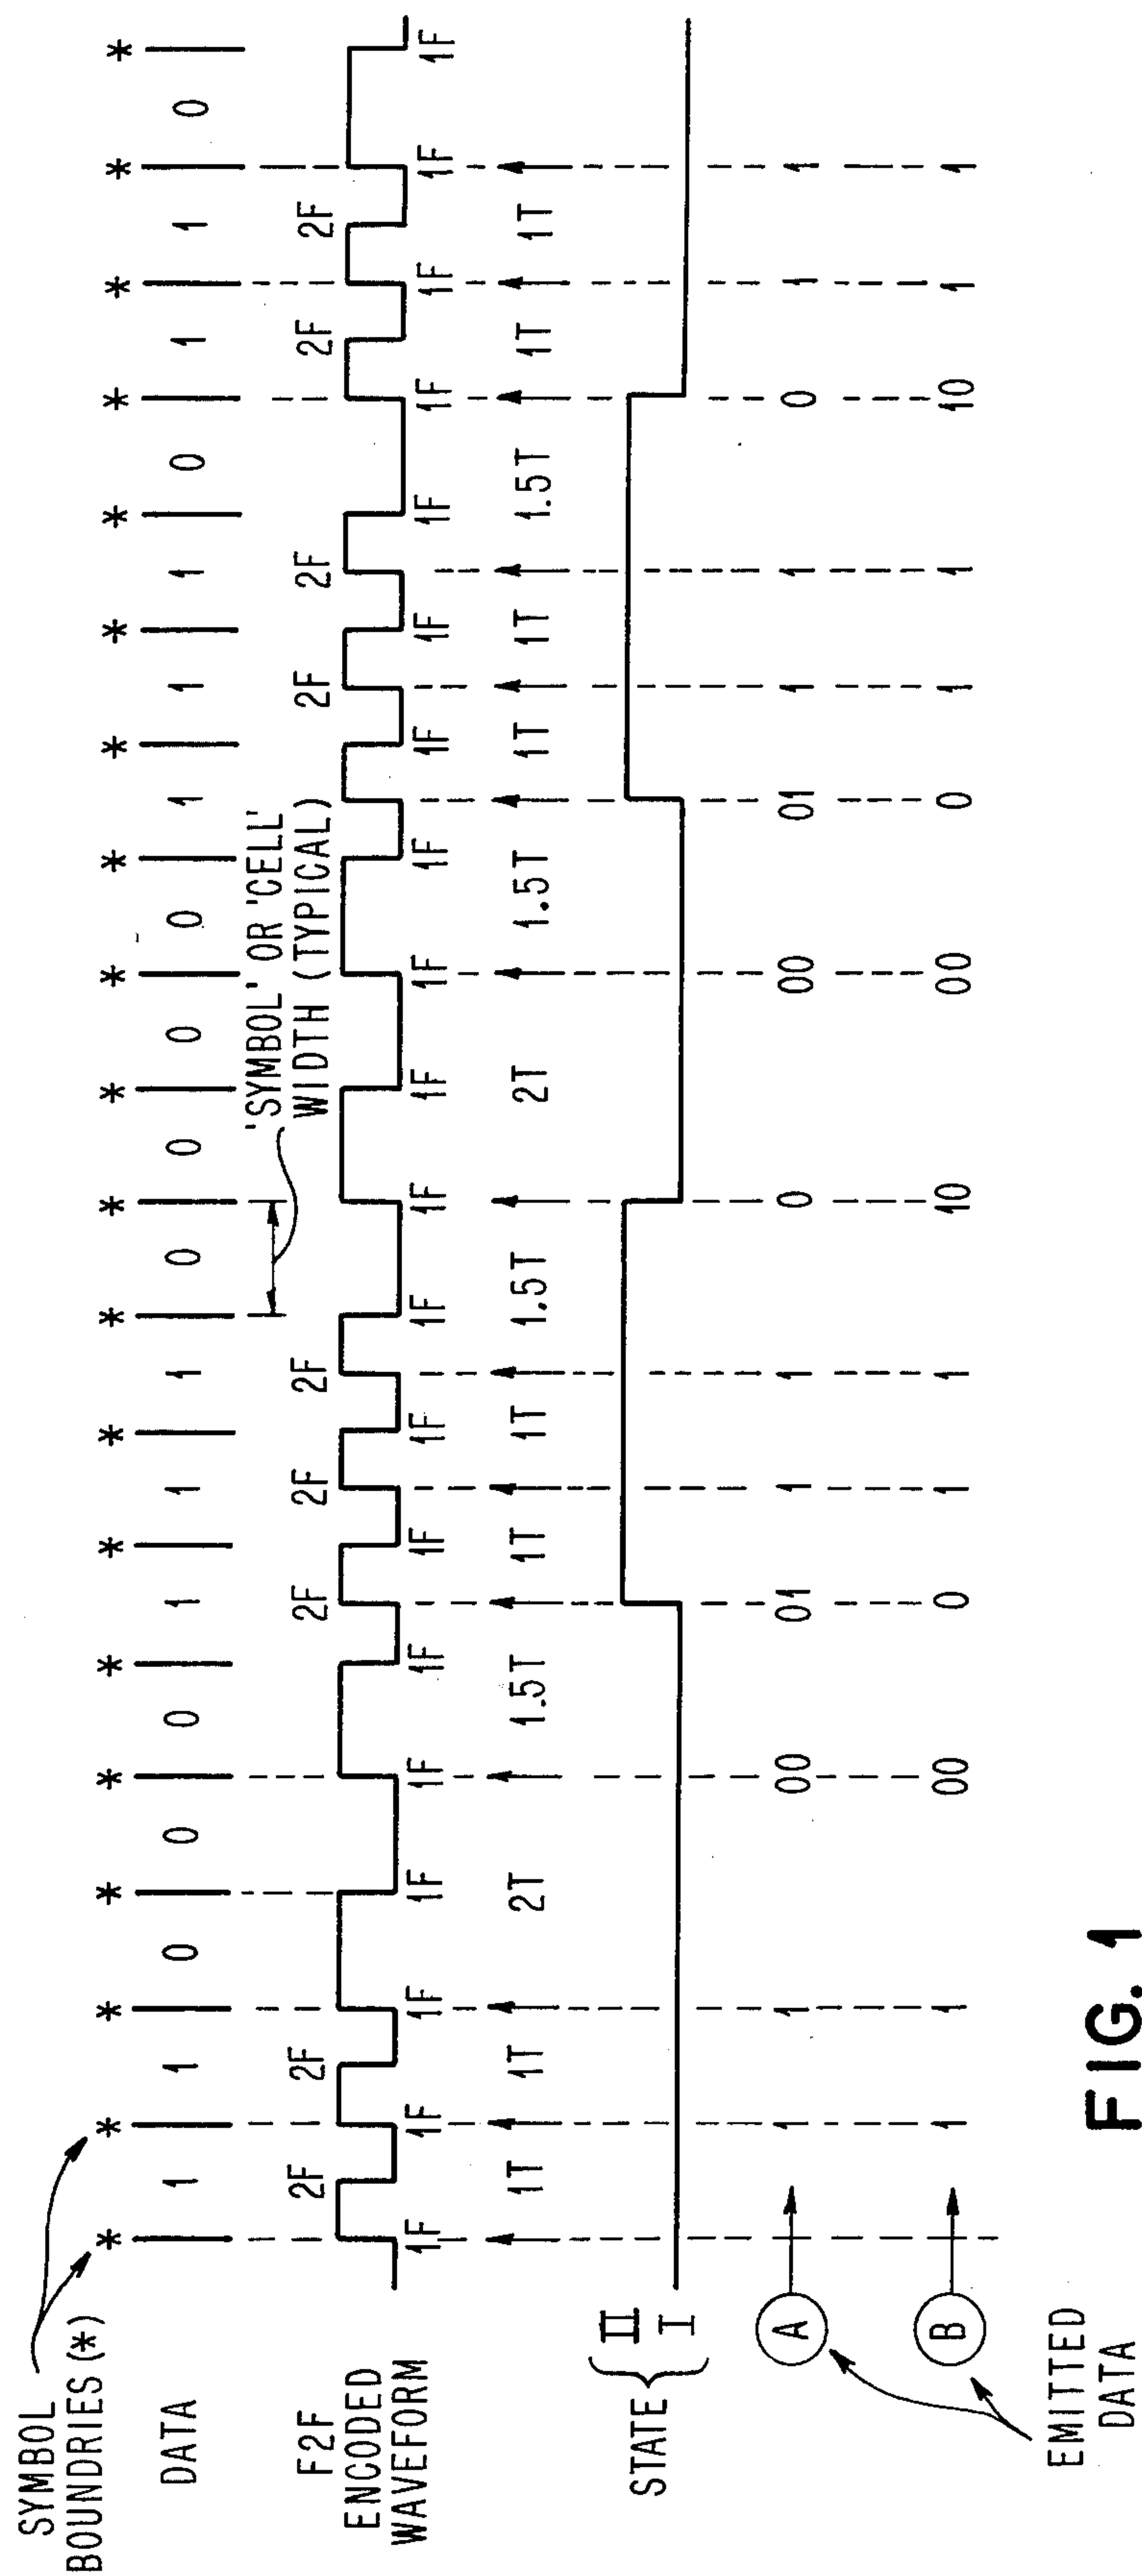 SYMBOL
BOUNDRIES (*)
* * * * * * * * * * * * * * * * * * * *
DATA
1 1 0 0 0 1 1 1 0 0 0 0 1 1 1 0 1 1 0
'SYMBOL' OR 'CELL'
WIDTH (TYPICAL)
F2F
ENCODED
WAVEFORM
2F 2F 2F 2F 2F 2F 2F 2F 2F
1F 1F 1F 1F 1F 1F 1F 1F 1F 1F 1F 1F 1F 1F 1F 1F 1F 1F 1F 1F
1T 1T 2T 1.5T 1T 1T 1.5T 2T 1.5T 1T 1T 1.5T 1T 1T
STATE
II
I
A 1 1 00 01 1 1 0 00 01 1 1 0 1 1
B 1 1 00 0 1 1 10 00 0 1 1 10 1 1
EMITTED
DATA
FIG. 1